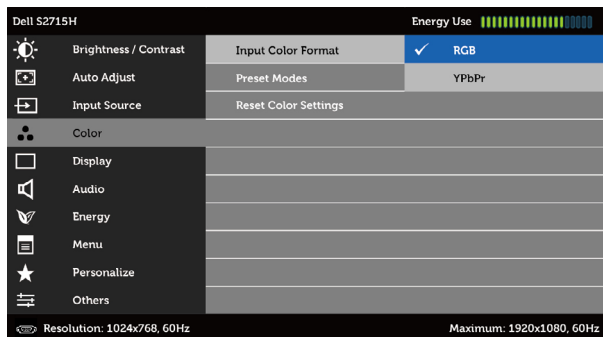 Dell S2715H Energy Use
Brightness / Contrast Input Color Format RGB
Auto Adjust Preset Modes YPbPr
Input Source Reset Color Settings
Color
Display
Audio
Energy
Menu
Personalize
Others
Resolution: 1024x768, 60Hz Maximum: 1920x1080, 60Hz